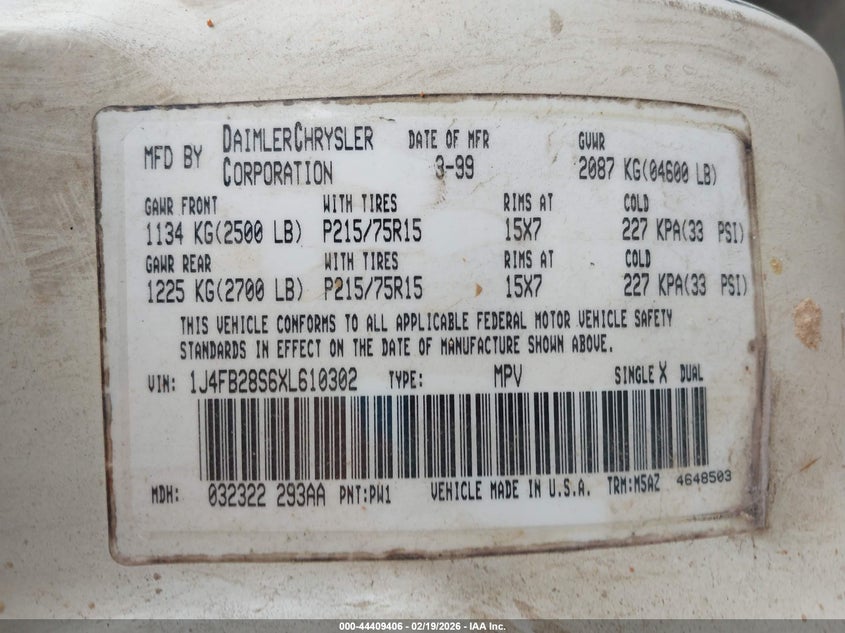 MFD BY DAIMLERCHRYSLER CORPORATION DATE OF MFR 3-99 GVWR 2087 KG(04600 LB)
GAWR FRONT WITH TIRES RIMS AT COLD
1134 KG(2500 LB) P215/75R15 15X7 227 KPA(33 PSI)
GAWR REAR WITH TIRES RIMS AT COLD
1225 KG(2700 LB) P215/75R15 15X7 227 KPA(33 PSI)
THIS VEHICLE CONFORMS TO ALL APPLICABLE FEDERAL MOTOR VEHICLE SAFETY
STANDARDS IN EFFECT ON THE DATE OF MANUFACTURE SHOWN ABOVE.
VIN: 1J4FB28S6XL610302 TYPE: MPV SINGLE X DUAL
MDH: 032322 293AA PNT:PW1 VEHICLE MADE IN U.S.A. TRM:M5AZ 4648503
000-44409406 - 02/19/2026 - IAA Inc.